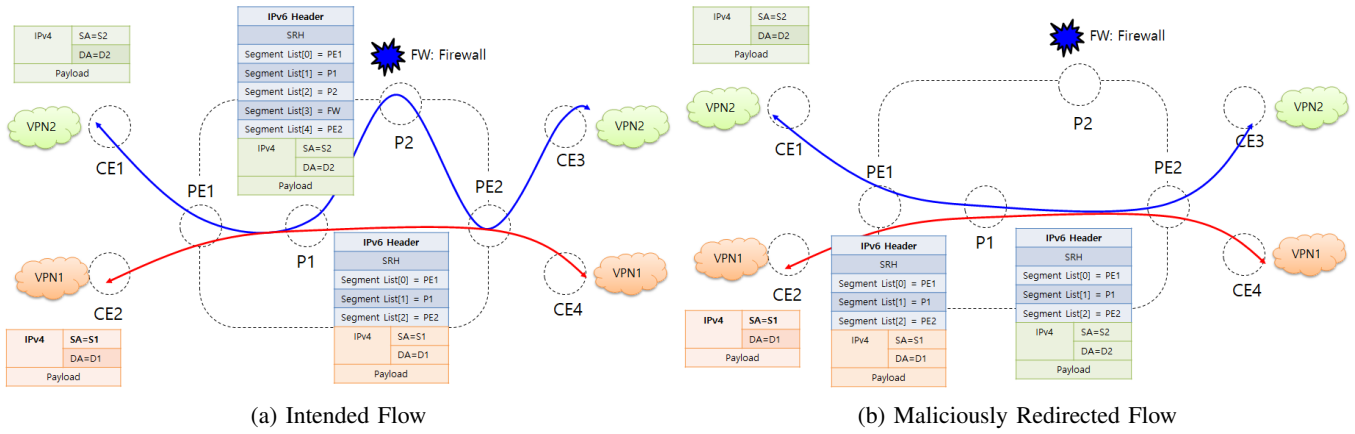 IPv4 SA=S2
DA=D2
Payload
IPv6 Header
SRH
Segment List[0] = PE1
Segment List[1] = P1
Segment List[2] = P2
Segment List[3] = FW
Segment List[4] = PE2
IPv4 SA=S2
DA=D2
Payload
FW: Firewall
VPN2
CE1
PE1
P2
PE2
CE3
VPN2
VPN1
CE2
P1
CE4
VPN1
IPv6 Header
SRH
Segment List[0] = PE1
Segment List[1] = P1
Segment List[2] = PE2
IPv4 SA=S1
DA=D1
Payload
IPv4 SA=S1
DA=D1
Payload
(a) Intended Flow
IPv4 SA=S2
DA=D2
Payload
FW: Firewall
VPN2
CE1
PE1
P2
PE2
CE3
VPN2
VPN1
CE2
P1
CE4
VPN1
IPv6 Header
SRH
Segment List[0] = PE1
Segment List[1] = P1
Segment List[2] = PE2
IPv4 SA=S1
DA=D1
Payload
IPv6 Header
SRH
Segment List[0] = PE1
Segment List[1] = P1
Segment List[2] = PE2
IPv4 SA=S2
DA=D2
Payload
IPv4 SA=S1
DA=D1
Payload
(b) Maliciously Redirected Flow